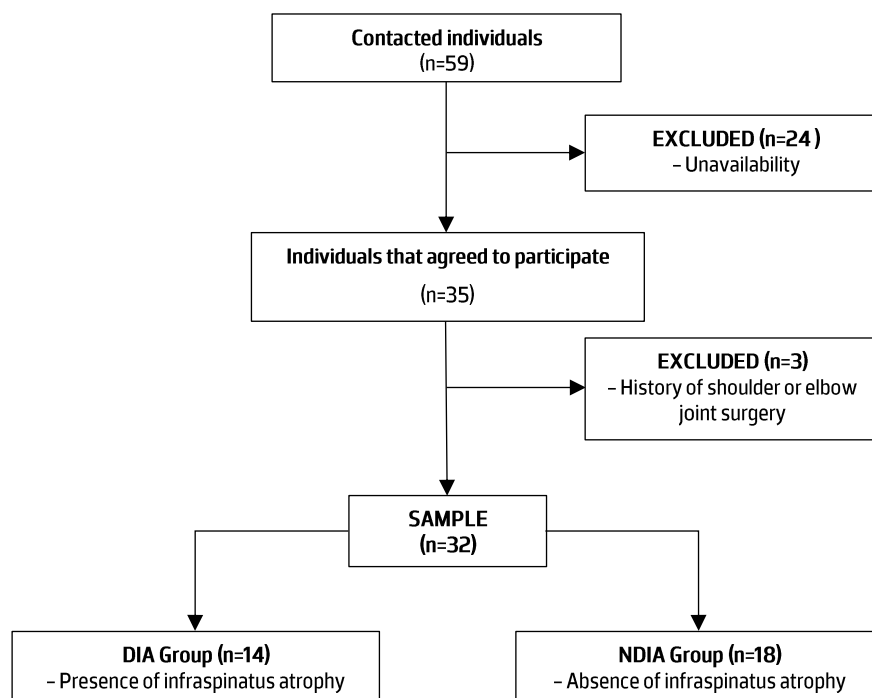 Contacted individuals
(n=59)
EXCLUDED (n=24 )
– Unavailability
Individuals that agreed to participate
(n=35)
EXCLUDED (n=3)
– History of shoulder or elbow
joint surgery
SAMPLE
(n=32)
DIA Group (n=14)
– Presence of infraspinatus atrophy
NDIA Group (n=18)
– Absence of infraspinatus atrophy